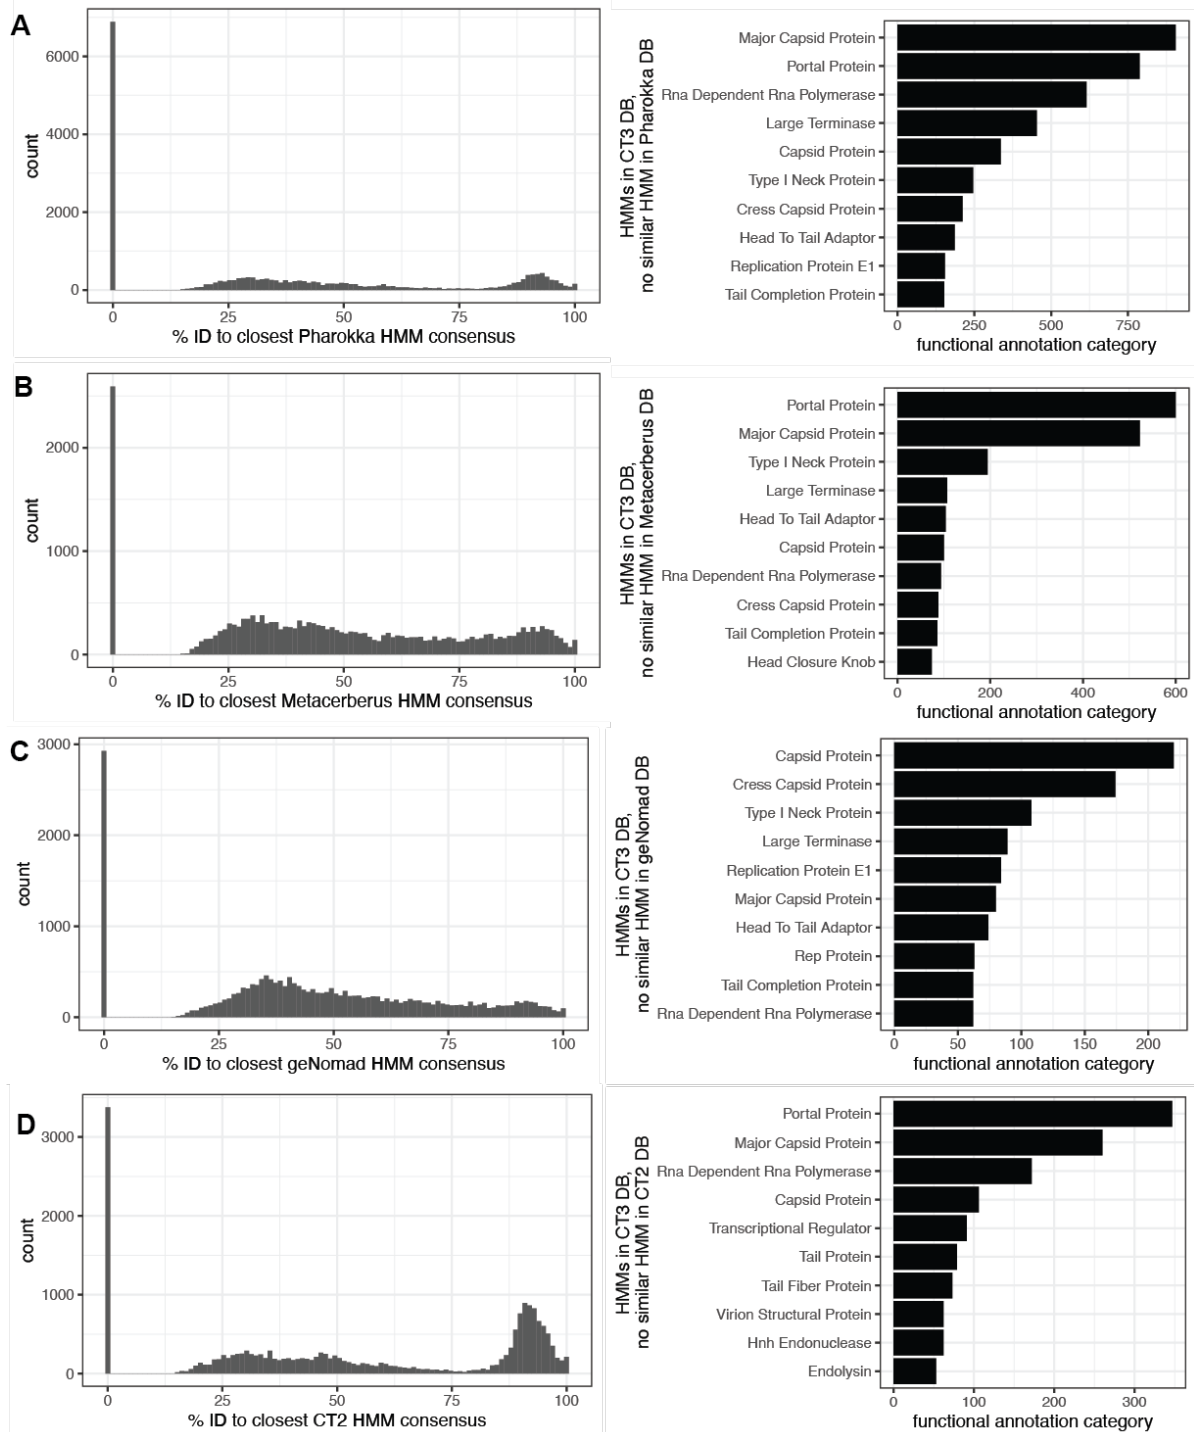 A
6000
4000
2000
0
count
0 25 50 75 100
% ID to closest Pharokka HMM consensus
HMMs in CT3 DB,
no similar HMM in Pharokka DB
Major Capsid Protein
Portal Protein
Rna Dependent Rna Polymerase
Large Terminase
Capsid Protein
Type I Neck Protein
Cress Capsid Protein
Head To Tail Adaptor
Replication Protein E1
Tail Completion Protein
0 250 500 750
functional annotation category
B
2000
1000
0
count
0 25 50 75 100
% ID to closest Metacerberus HMM consensus
HMMs in CT3 DB,
no similar HMM in Metacerberus DB
Portal Protein
Major Capsid Protein
Type I Neck Protein
Large Terminase
Head To Tail Adaptor
Capsid Protein
Rna Dependent Rna Polymerase
Cress Capsid Protein
Tail Completion Protein
Head Closure Knob
0 200 400 600
functional annotation category
C
3000
2000
1000
0
count
0 25 50 75 100
% ID to closest geNomad HMM consensus
HMMs in CT3 DB,
no similar HMM in geNomad DB
Capsid Protein
Cress Capsid Protein
Type I Neck Protein
Large Terminase
Replication Protein E1
Major Capsid Protein
Head To Tail Adaptor
Rep Protein
Tail Completion Protein
Rna Dependent Rna Polymerase
0 50 100 150 200
functional annotation category
D
3000
2000
1000
0
count
0 25 50 75 100
% ID to closest CT2 HMM consensus
HMMs in CT3 DB,
no similar HMM in CT2 DB
Portal Protein
Major Capsid Protein
Rna Dependent Rna Polymerase
Capsid Protein
Transcriptional Regulator
Tail Protein
Tail Fiber Protein
Virion Structural Protein
Hnh Endonuclease
Endolysin
0 100 200 300
functional annotation category